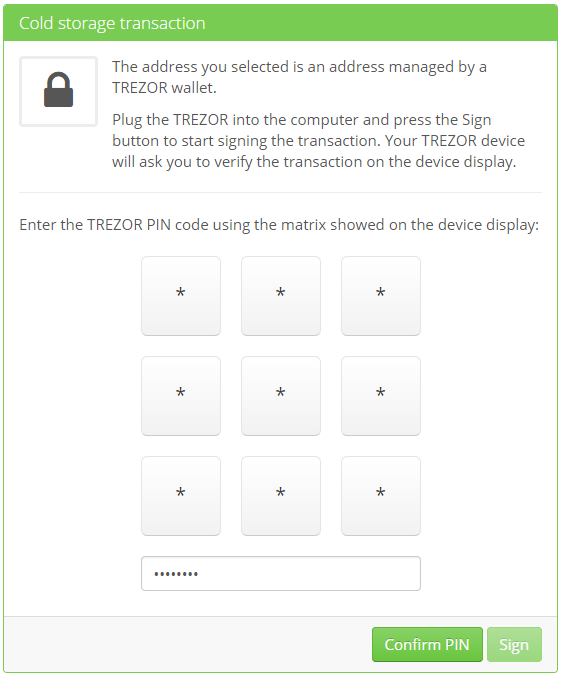 Cold storage transaction
The address you selected is an address managed by a
TREZOR wallet.
Plug the TREZOR into the computer and press the Sign
button to start signing the transaction. Your TREZOR device
will ask you to verify the transaction on the device display.
Enter the TREZOR PIN code using the matrix showed on the device display:
* * *
* * *
* * *
••••••••
Confirm PIN Sign